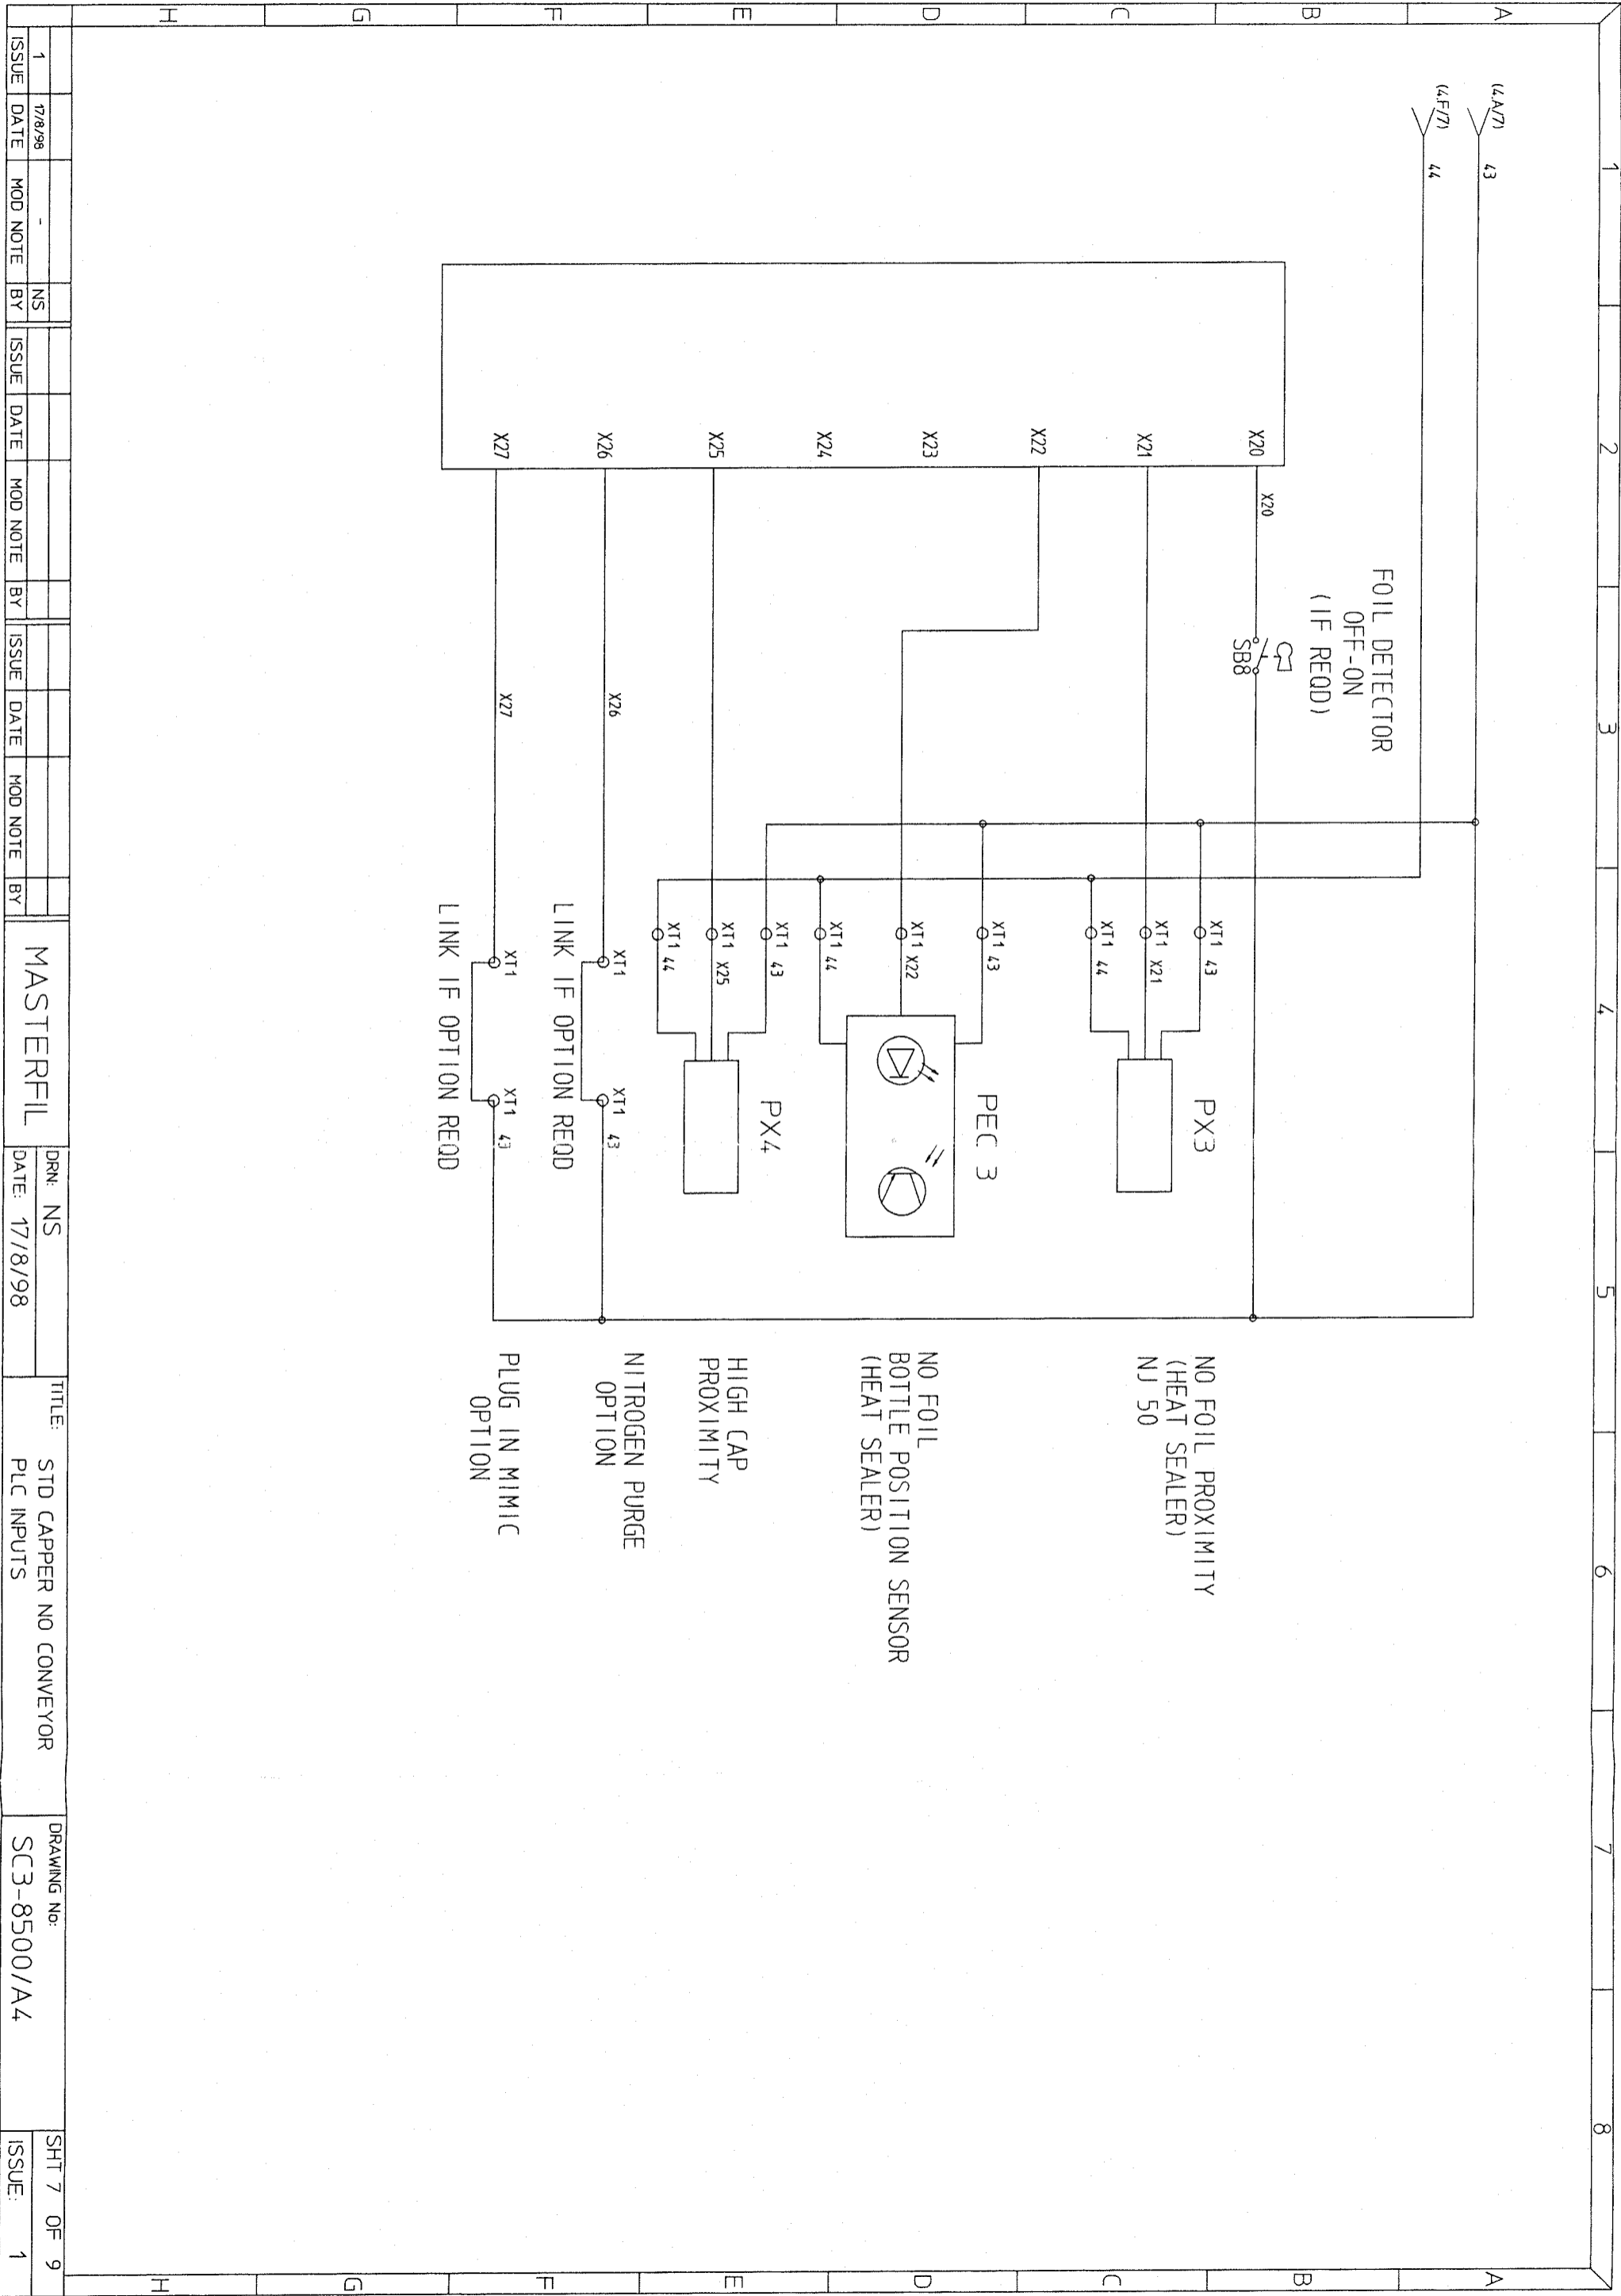 1 2 3 4 5 6 7 8
A B C D E F G H
A B C D E F G H
(4.A/7)
43
(4.F/7)
44
FOIL DETECTOR
OFF-ON
(IF REQD)
SB8
X20
X20
X21
X22
X23
X24
X25
X26
X26
X27
X27
XT1 43
XT1 X21
XT1 44
PX3
NO FOIL PROXIMITY
(HEAT SEALER)
NJ 50
XT1 43
XT1 X22
XT1 44
PEC 3
NO FOIL
BOTTLE POSITION SENSOR
(HEAT SEALER)
XT1 43
XT1 X25
XT1 44
PX4
HIGH CAP
PROXIMITY
XT1
XT1 43
LINK IF OPTION REQD
NITROGEN PURGE
OPTION
XT1
XT1 43
LINK IF OPTION REQD
PLUG IN MIMIC
OPTION
1 17/8/98 - NS
ISSUE DATE MOD NOTE BY ISSUE DATE MOD NOTE BY ISSUE DATE MOD NOTE BY
MASTERFIL
DRN: NS
DATE: 17/8/98
TITLE: STD CAPPER NO CONVEYOR
PLC INPUTS
DRAWING No:
SC3-8500/A4
SHT 7 OF 9
ISSUE: 1